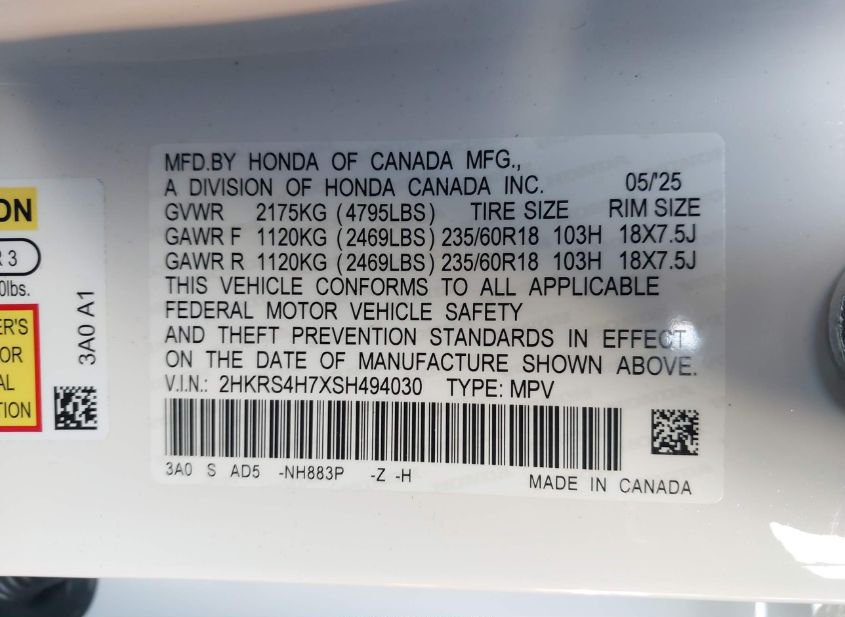 MFD.BY HONDA OF CANADA MFG.,
A DIVISION OF HONDA CANADA INC. 05/'25
GVWR 2175KG (4795LBS) TIRE SIZE RIM SIZE
GAWR F 1120KG (2469LBS) 235/60R18 103H 18X7.5J
GAWR R 1120KG (2469LBS) 235/60R18 103H 18X7.5J
THIS VEHICLE CONFORMS TO ALL APPLICABLE
FEDERAL MOTOR VEHICLE SAFETY
AND THEFT PREVENTION STANDARDS IN EFFECT
ON THE DATE OF MANUFACTURE SHOWN ABOVE.
V.I.N.: 2HKRS4H7XSH494030 TYPE: MPV
3A0 S AD5 -NH883P -Z -H
MADE IN CANADA
ON
R 3
0lbs.
ER'S
OR
AL
TION
3A0 A1